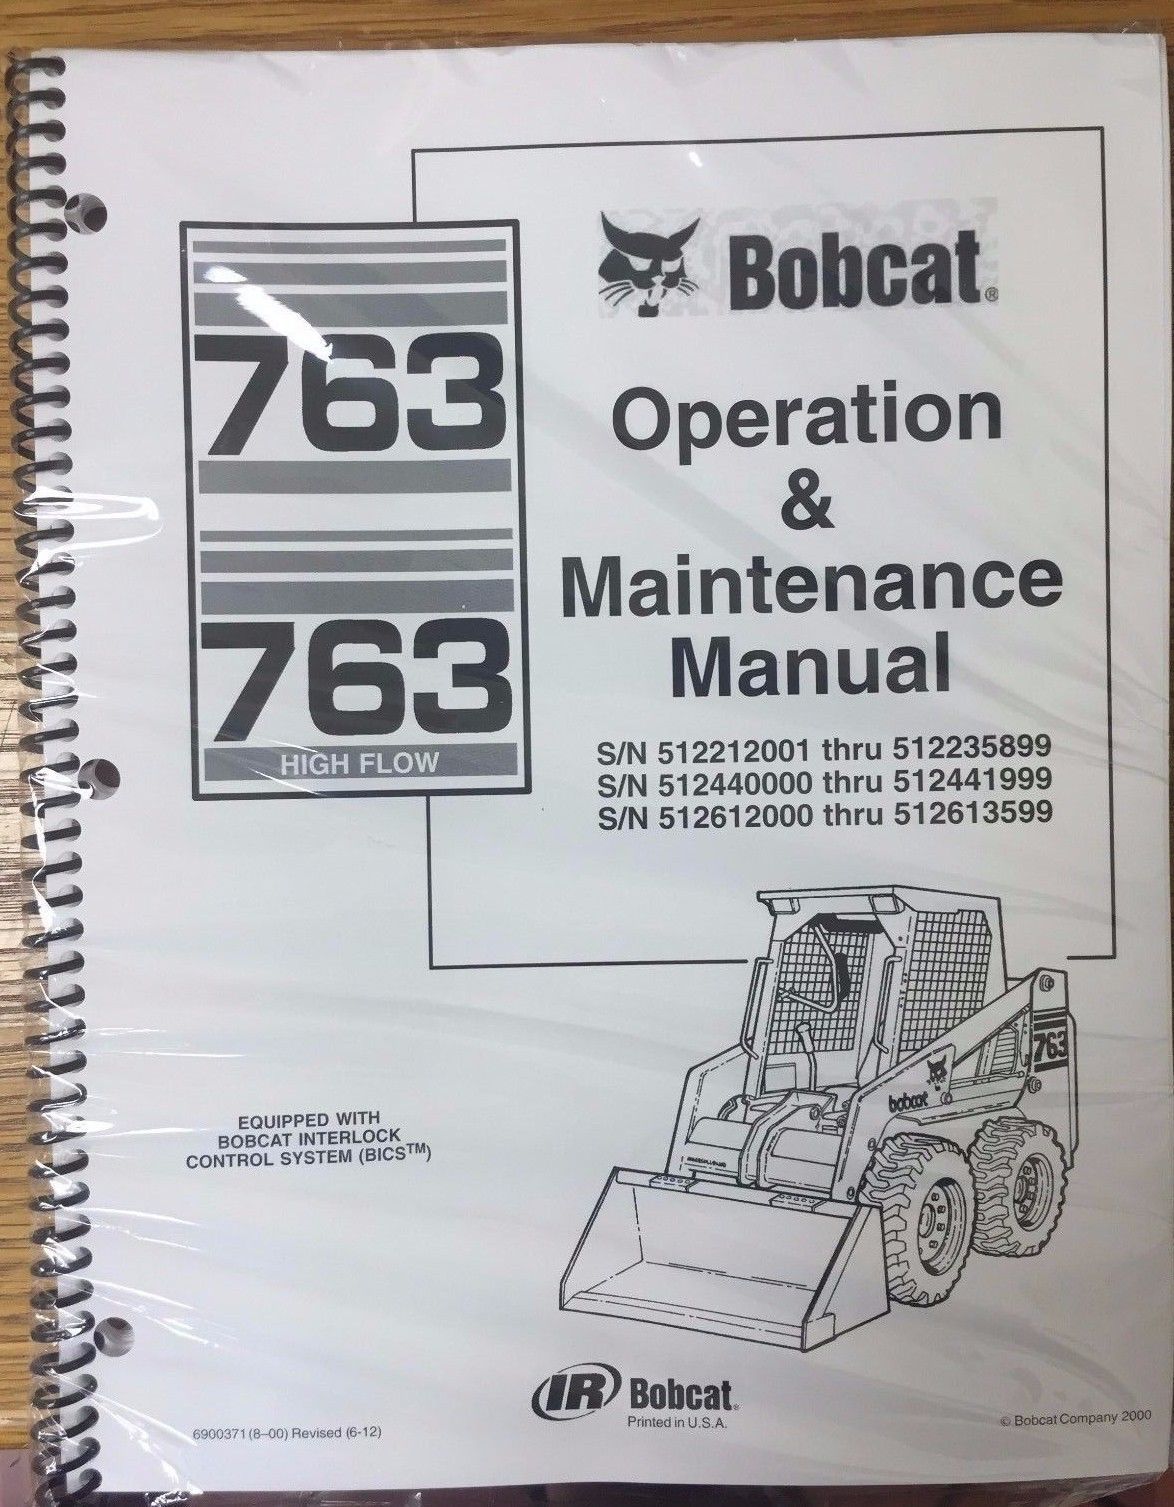 Bobcat®
763
763
HIGH FLOW
Operation
&
Maintenance
Manual
S/N 512212001 thru 512235899
S/N 512440000 thru 512441999
S/N 512612000 thru 512613599
763
bobcat
EQUIPPED WITH
BOBCAT INTERLOCK
CONTROL SYSTEM (BICS™)
IR Bobcat®
Printed in U.S.A.
6900371 (8–00) Revised (6-12)
© Bobcat Company 2000